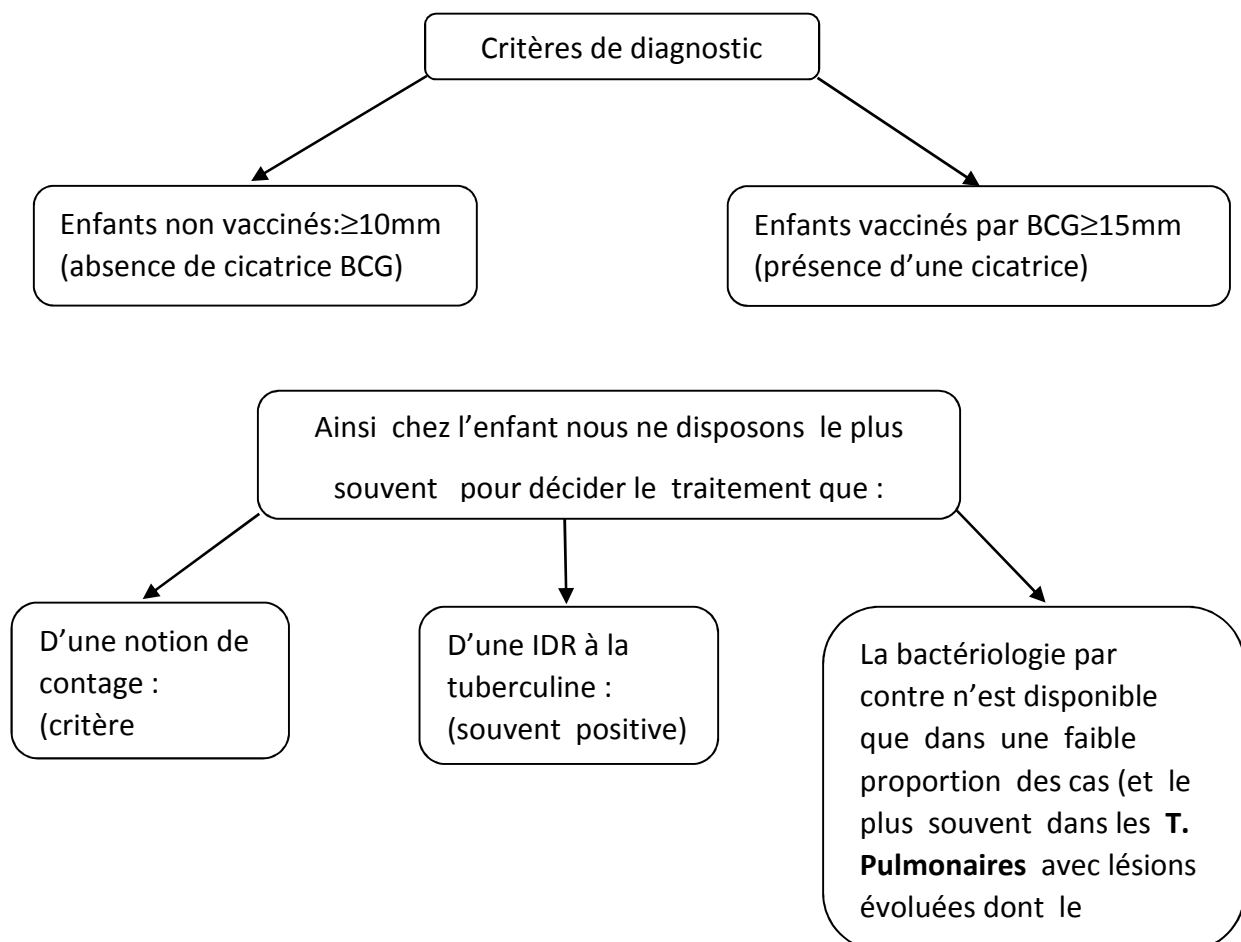 Critères de diagnostic
Enfants non vaccinés:≥10mm
(absence de cicatrice BCG)
Enfants vaccinés par BCG≥15mm
(présence d’une cicatrice)
Ainsi chez l’enfant nous ne disposons le plus
souvent pour décider le traitement que :
D’une notion de
contage :
(critère
D’une IDR à la
tuberculine :
(souvent positive)
La bactériologie par
contre n’est disponible
que dans une faible
proportion des cas (et le
plus souvent dans les T.
Pulmonaires avec lésions
évoluées dont le